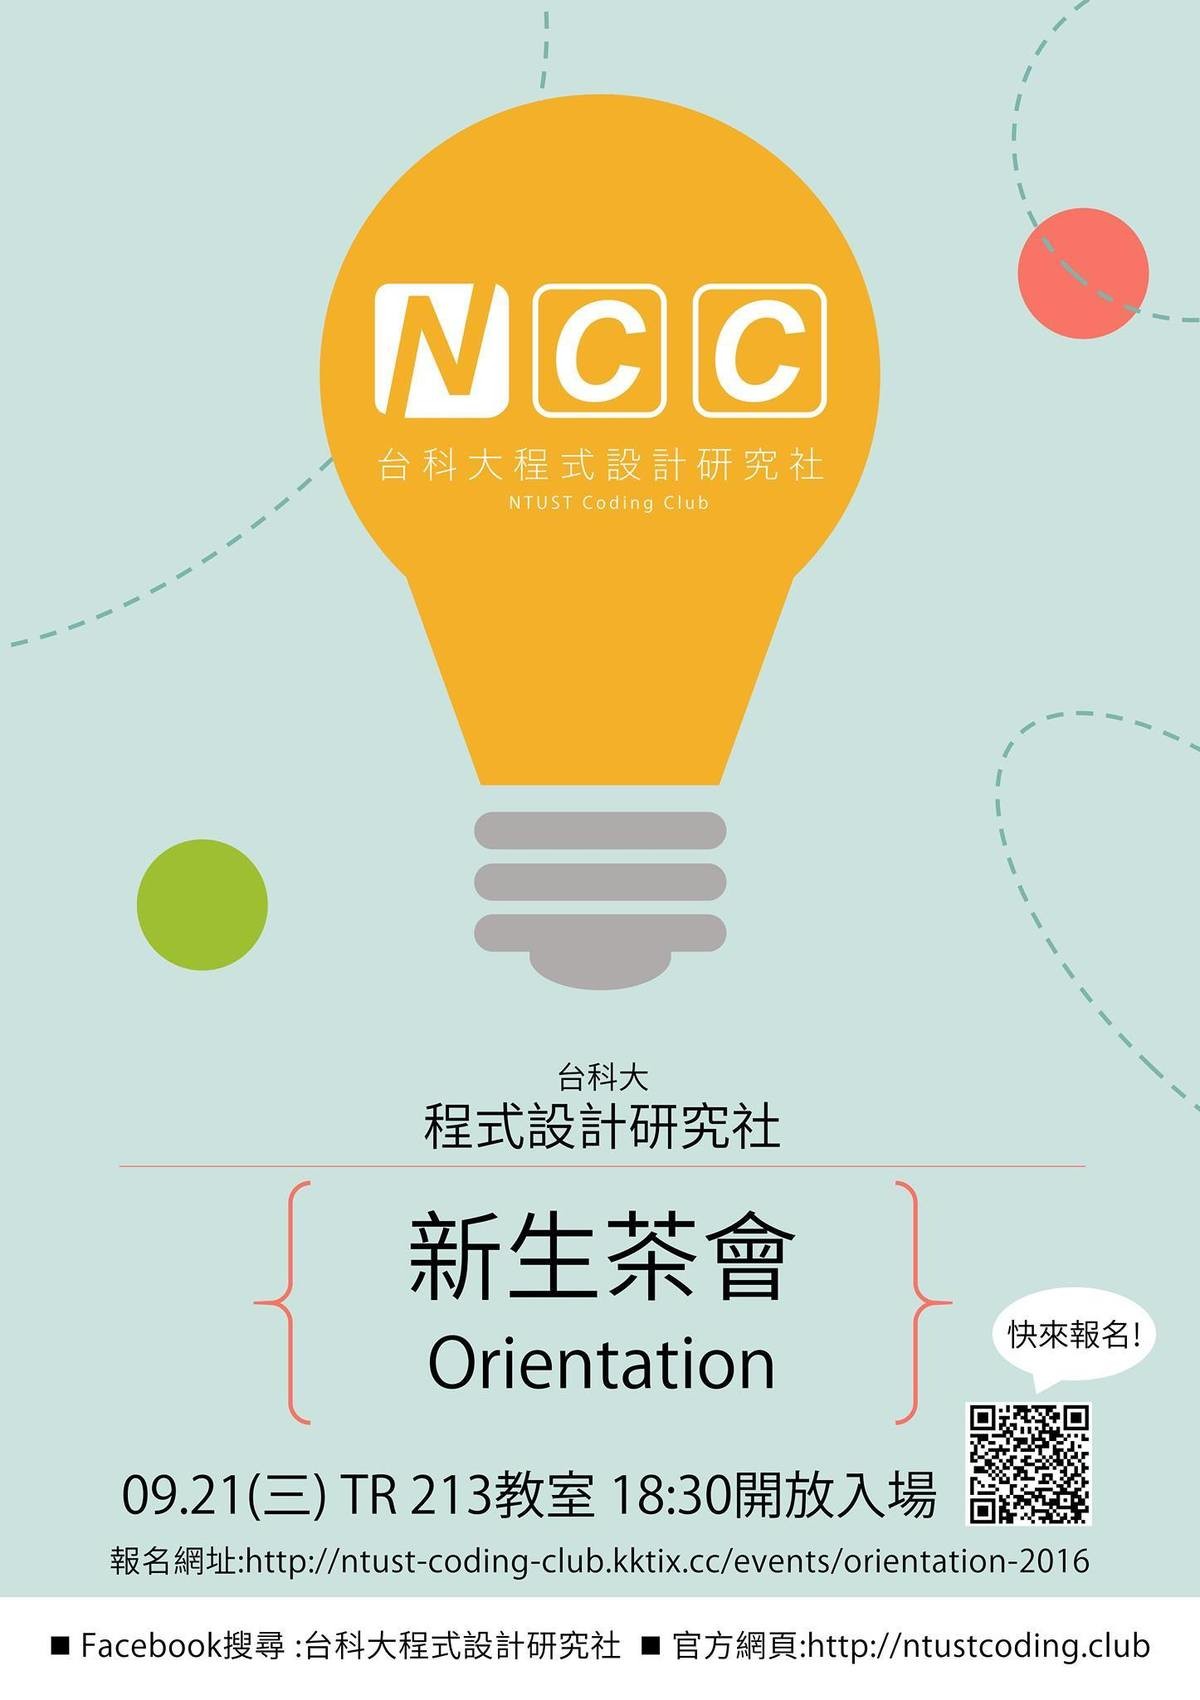 NCC
台科大程式設計研究社
NTUST Coding Club
台科大
程式設計研究社
新生茶會
Orientation
快來報名!
09.21(三) TR 213教室 18:30開放入場
報名網址:http://ntust-coding-club.kktix.cc/events/orientation-2016
■ Facebook搜尋 :台科大程式設計研究社 ■ 官方網頁:http://ntustcoding.club